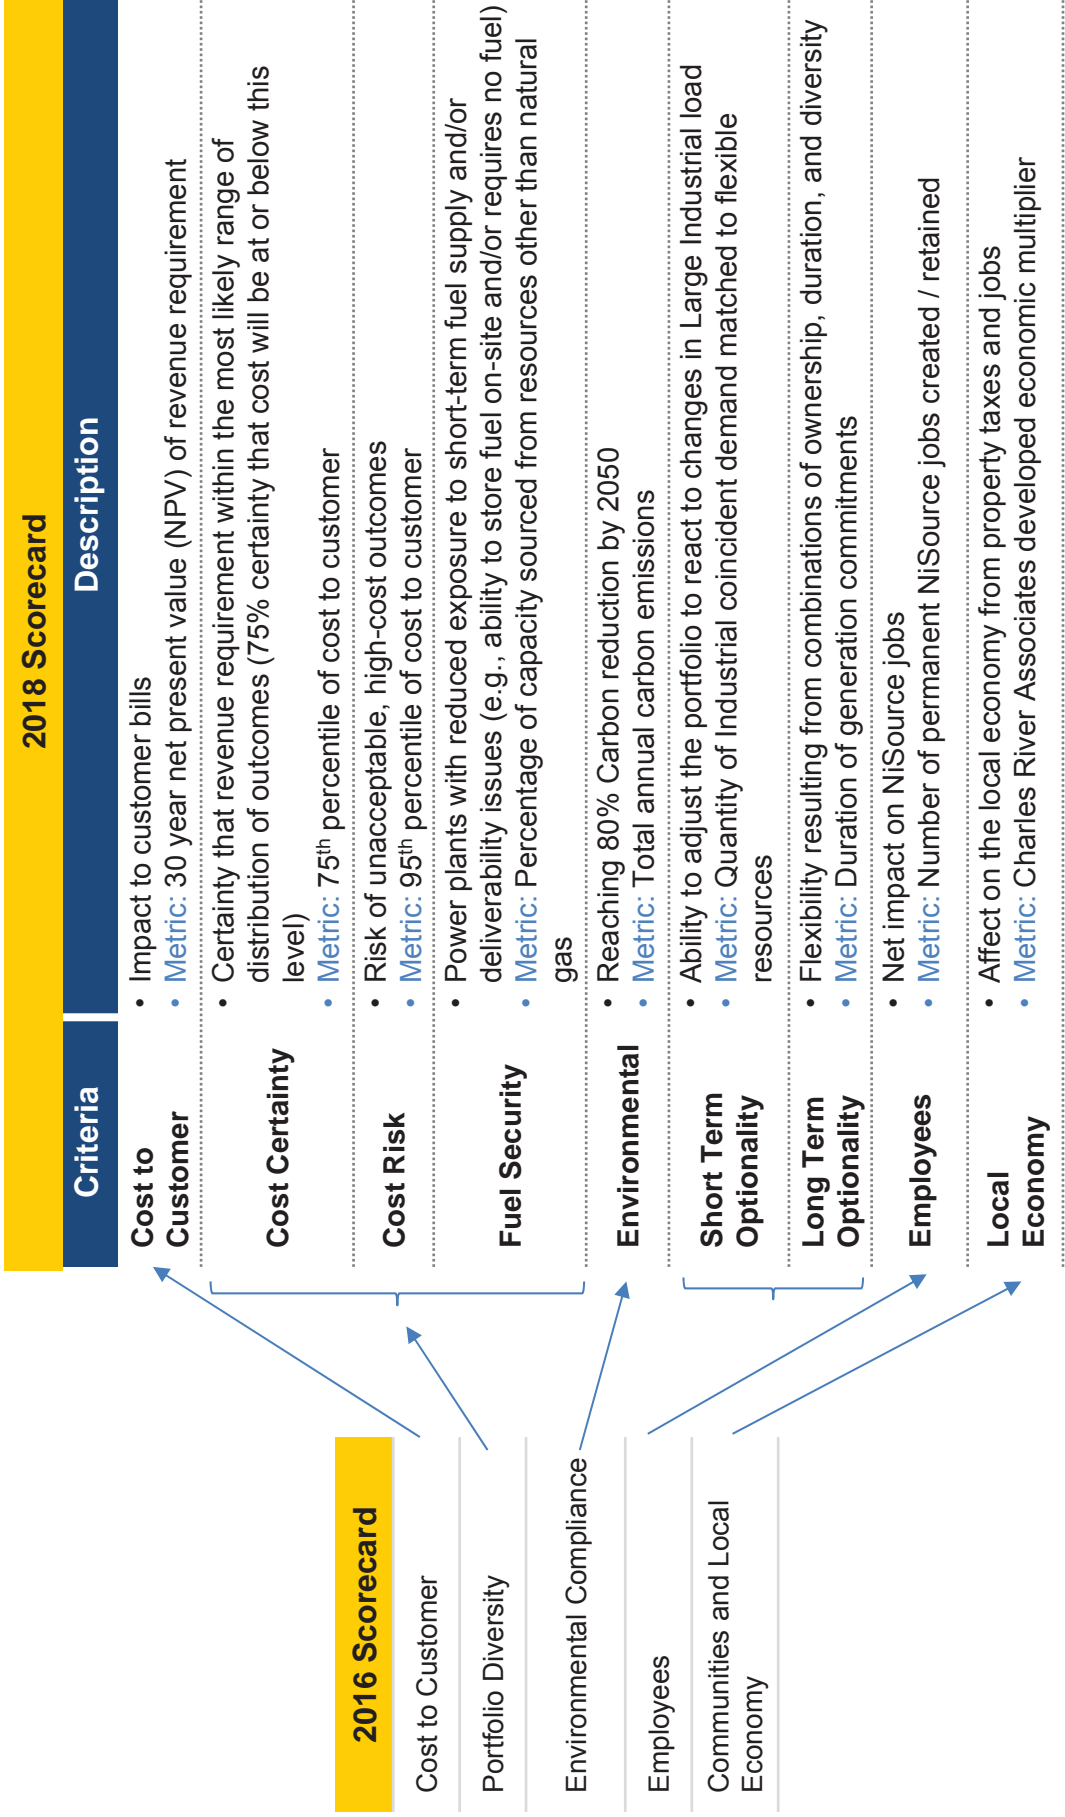 2016 Scorecard
Cost to Customer
Portfolio Diversity
Environmental Compliance
Employees
Communities and Local
Economy
2018 Scorecard
Criteria
Description
Cost to
Customer
• Impact to customer bills
• Metric: 30 year net present value (NPV) of revenue requirement
Cost Certainty
• Certainty that revenue requirement within the most likely range of
distribution of outcomes (75% certainty that cost will be at or below this
level)
• Metric: 75th percentile of cost to customer
Cost Risk
• Risk of unacceptable, high-cost outcomes
• Metric: 95th percentile of cost to customer
Fuel Security
• Power plants with reduced exposure to short-term fuel supply and/or
deliverability issues (e.g., ability to store fuel on-site and/or requires no fuel)
• Metric: Percentage of capacity sourced from resources other than natural
gas
Environmental
• Reaching 80% Carbon reduction by 2050
• Metric: Total annual carbon emissions
Short Term
Optionality
• Ability to adjust the portfolio to react to changes in Large Industrial load
• Metric: Quantity of Industrial coincident demand matched to flexible
resources
Long Term
Optionality
• Flexibility resulting from combinations of ownership, duration, and diversity
• Metric: Duration of generation commitments
Employees
• Net impact on NiSource jobs
• Metric: Number of permanent NiSource jobs created / retained
Local
Economy
• Affect on the local economy from property taxes and jobs
• Metric: Charles River Associates developed economic multiplier